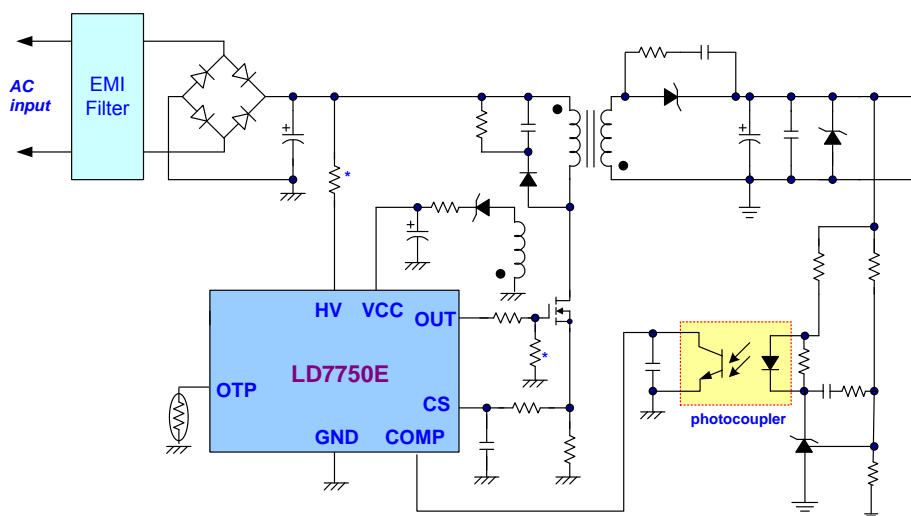 AC
input
EMI
Filter
*
+
+
+
HV
VCC
OUT
*
LD7750E
OTP
CS
GND
COMP
photocoupler